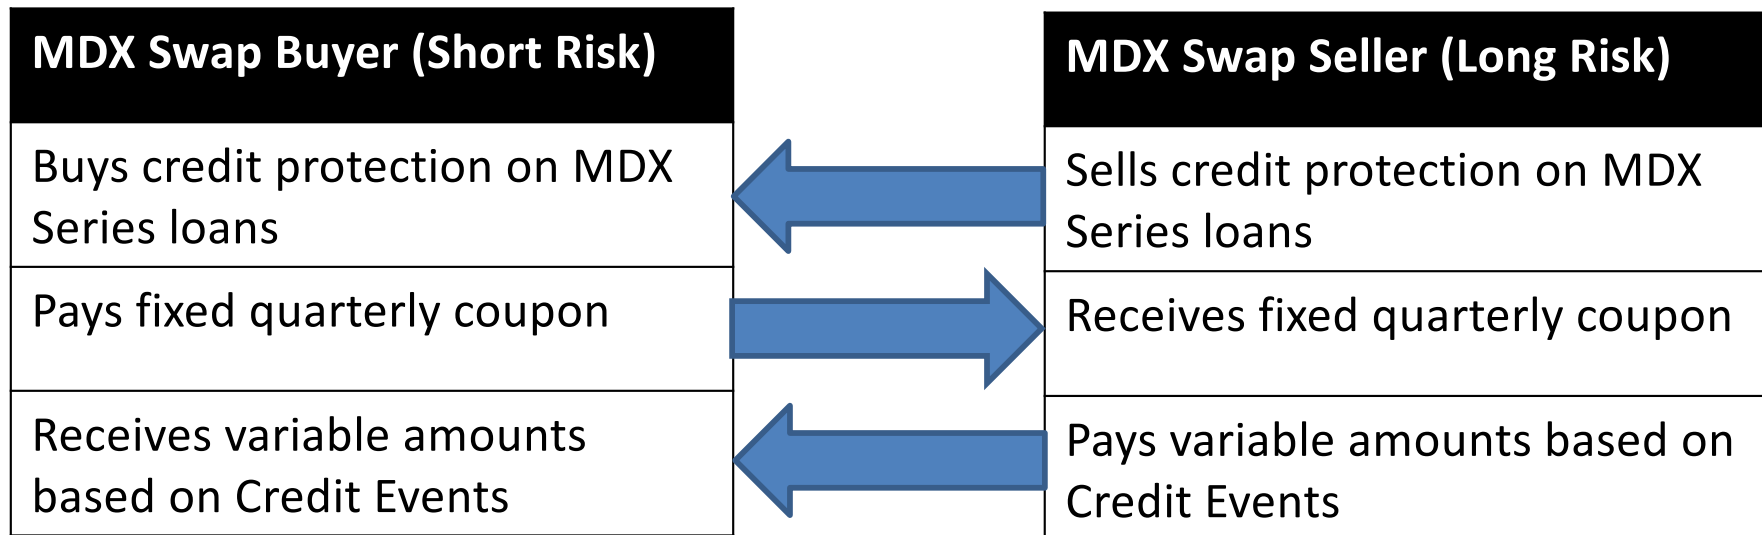 MDX Swap Buyer (Short Risk)
Buys credit protection on MDX
Series loans
Pays fixed quarterly coupon
Receives variable amounts
based on Credit Events
MDX Swap Seller (Long Risk)
Sells credit protection on MDX
Series loans
Receives fixed quarterly coupon
Pays variable amounts based on
Credit Events